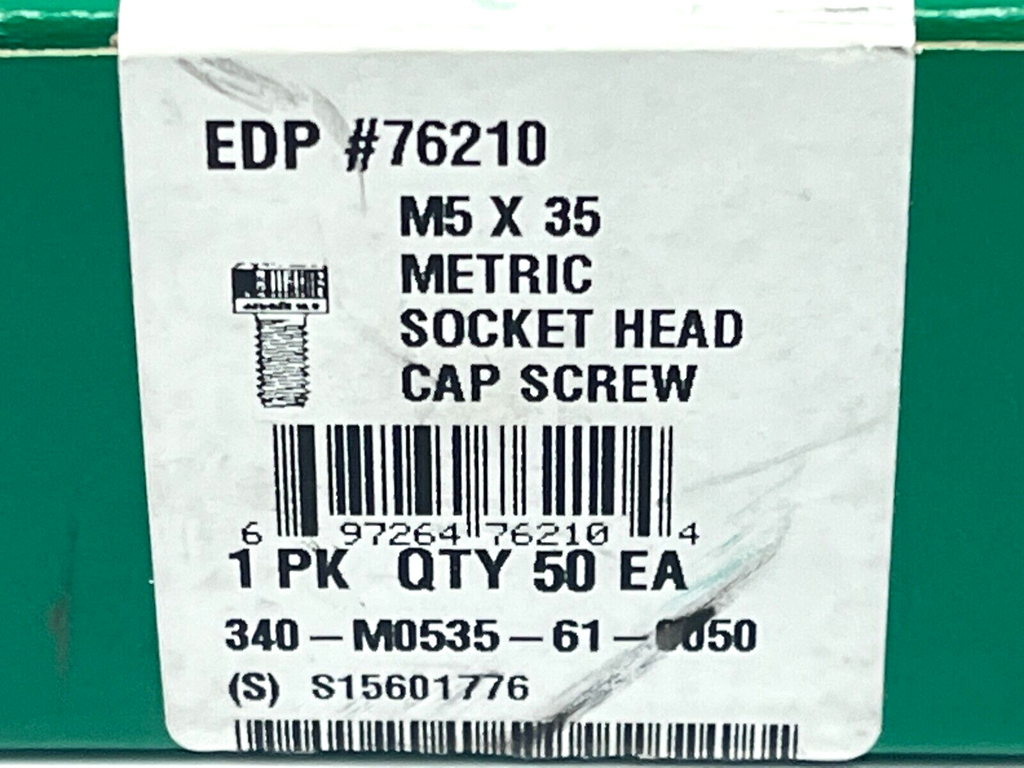 EDP #76210
M5 X 35
METRIC
SOCKET HEAD
CAP SCREW
6 97264 76210 4
1 PK QTY 50 EA
340-M0535-61-0050
(S) S15601776